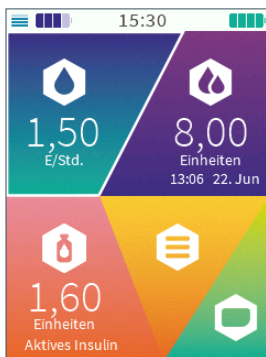 15:30
1,50
E/Std.
8,00
Einheiten
13:06 22. Jun
1,60
Einheiten
Aktives Insulin